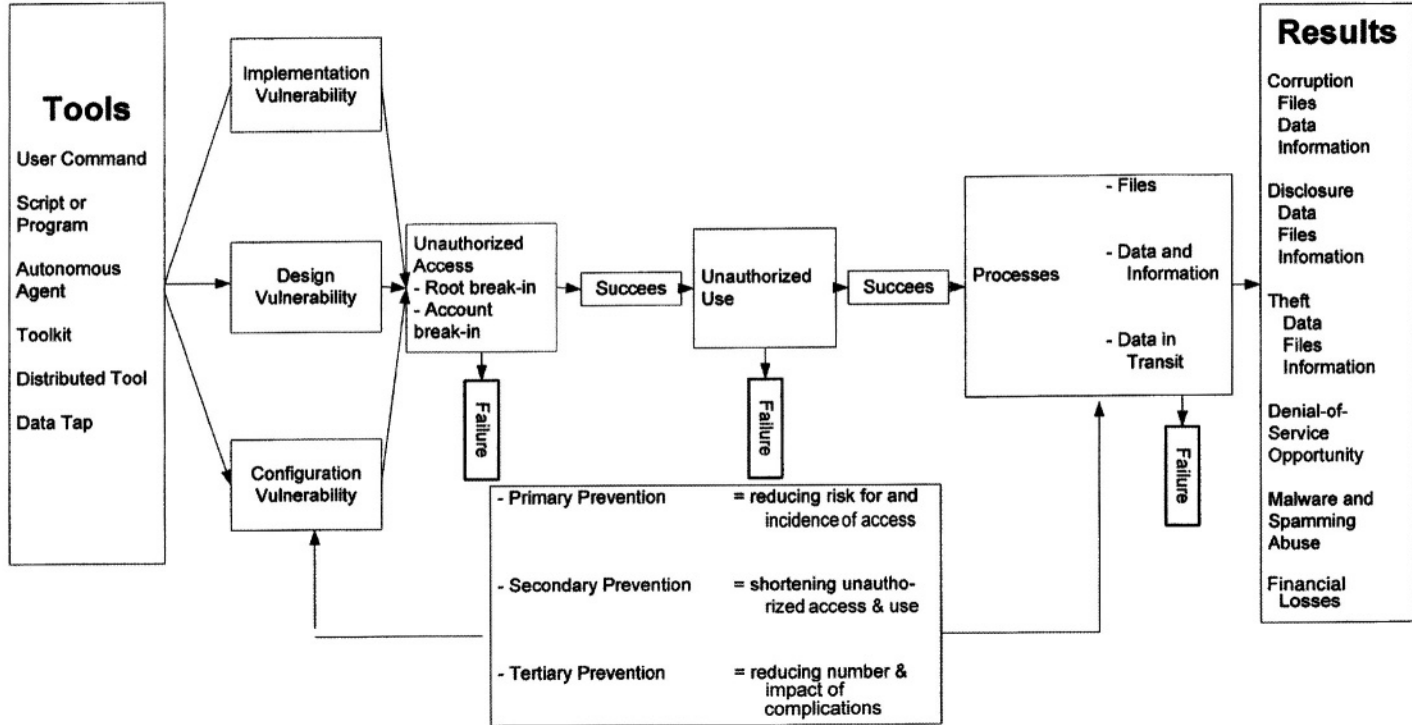 Tools
User Command
Script or
Program
Autonomous
Agent
Toolkit
Distributed Tool
Data Tap
Implementation
Vulnerability
Design
Vulnerability
Configuration
Vulnerability
Unauthorized
Access
- Root break-in
- Account
break-in
Failure
Succees
Unauthorized
Use
Failure
Succees
Processes
- Files
- Data and
Information
- Data in
Transit
Failure
- Primary Prevention = reducing risk for and
incidence of access
- Secondary Prevention = shortening unautho-
rized access & use
- Tertiary Prevention = reducing number &
impact of
complications
Results
Corruption
Files
Data
Information
Disclosure
Data
Files
Infomation
Theft
Data
Files
Information
Denial-of-
Service
Opportunity
Malware and
Spamming
Abuse
Financial
Losses